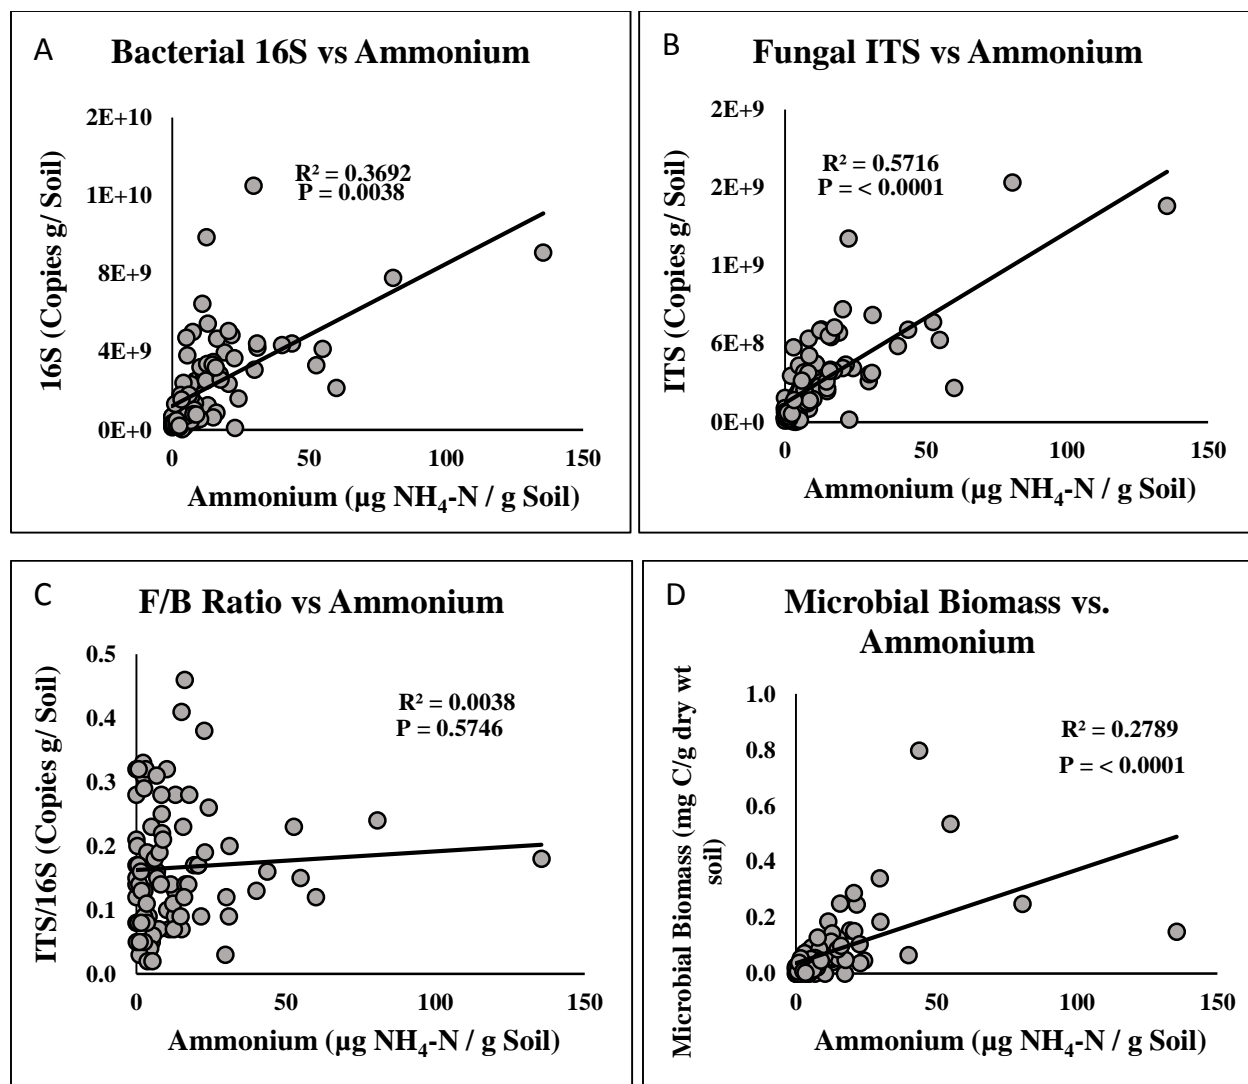 A
Bacterial 16S vs Ammonium
16S (Copies g/ Soil)
2E+10
1E+10
8E+9
4E+9
0E+0
R² = 0.3692
P = 0.0038
0 50 100 150
Ammonium (µg NH₄-N / g Soil)
B
Fungal ITS vs Ammonium
ITS (Copies g/ Soil)
2E+9
2E+9
1E+9
6E+8
0E+0
R² = 0.5716
P = < 0.0001
0 50 100 150
Ammonium (µg NH₄-N / g Soil)
C
F/B Ratio vs Ammonium
ITS/16S (Copies g/ Soil)
0.5
0.4
0.3
0.2
0.1
0.0
R² = 0.0038
P = 0.5746
0 50 100 150
Ammonium (µg NH₄-N / g Soil)
D
Microbial Biomass vs.
Ammonium
Microbial Biomass (mg C/g dry wt
soil)
1.0
0.8
0.6
0.4
0.2
0.0
R² = 0.2789
P = < 0.0001
0 50 100 150
Ammonium (µg NH₄-N / g Soil)